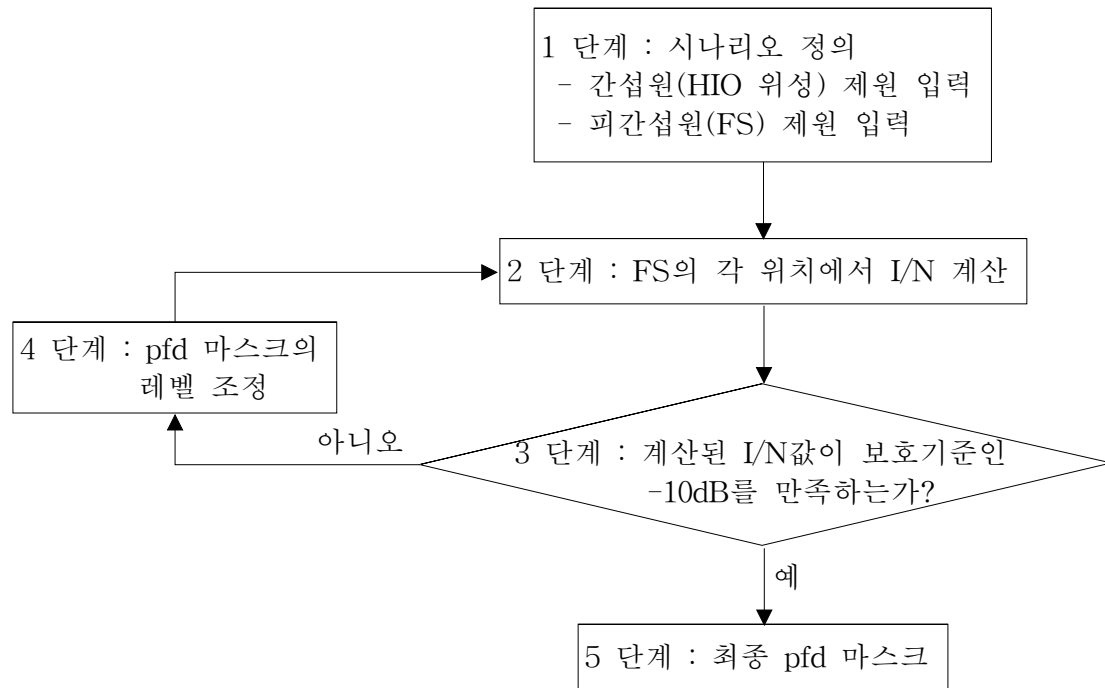 1 단계 : 시나리오 정의
- 간섭원(HIO 위성) 제원 입력
- 피간섭원(FS) 제원 입력
2 단계 : FS의 각 위치에서 I/N 계산
4 단계 : pfd 마스크의
레벨 조정
아니오
3 단계 : 계산된 I/N값이 보호기준인
-10dB를 만족하는가?
예
5 단계 : 최종 pfd 마스크